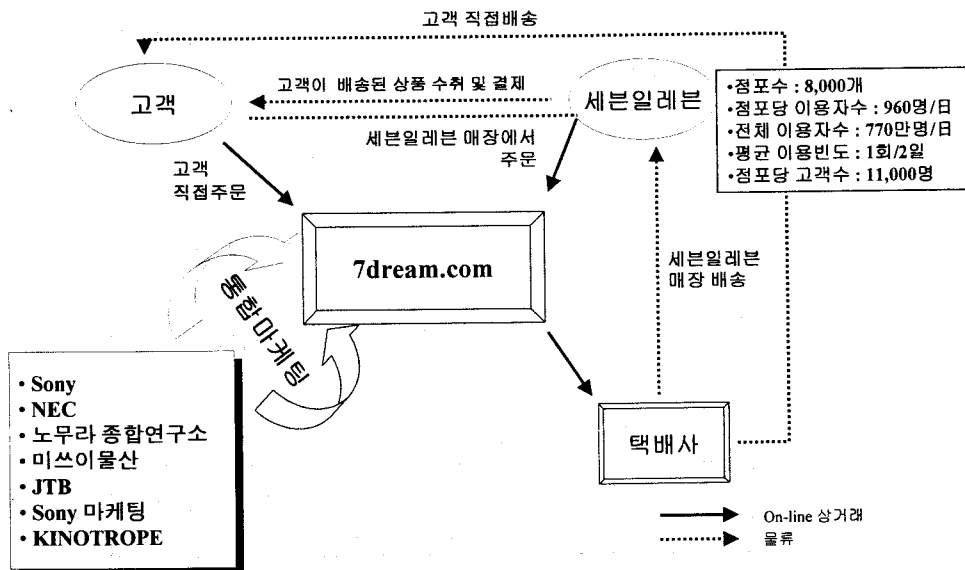 고객 직접배송
고객
고객이 배송된 상품 수취 및 결제
세븐일레븐
•점포수 : 8,000개
•점포당 이용자수 : 960명/日
•전체 이용자수 : 770만명/日
•평균 이용빈도 : 1회/2일
•점포당 고객수 : 11,000명
세븐일레븐 매장에서
주문
고객
직접주문
7dream.com
세븐일레븐
매장 배송
통합마케팅
• Sony
• NEC
• 노무라 종합연구소
• 미쓰이물산
• JTB
• Sony 마케팅
• KINOTROPE
택배사
On-line 상거래
물류